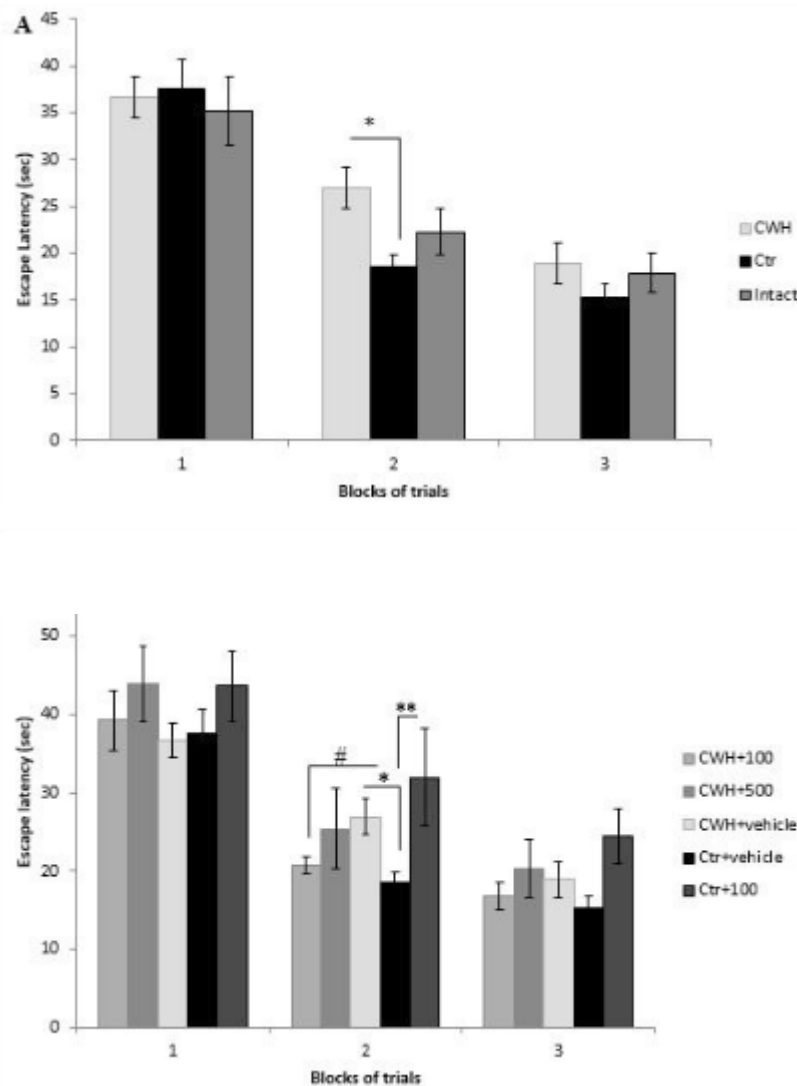 A
45
40
35
30
25
20
15
10
5
0
Escape Latency (sec)
*
1 2 3
Blocks of trials
CWH
Ctr
Intact
50
40
30
20
10
0
Escape latency (sec)
#
*
**
1 2 3
Blocks of trials
CWH+100
CWH+500
CWH+vehicle
Ctr+vehicle
Ctr+100